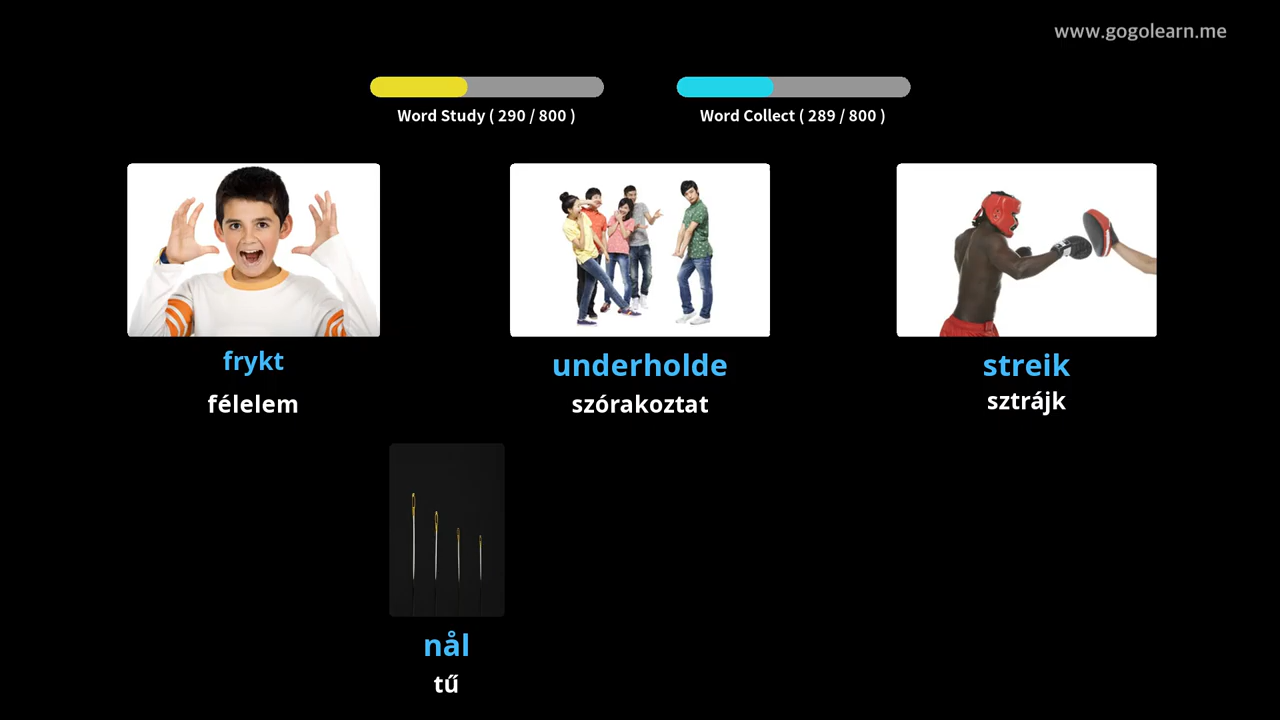 www.gogolearn.me
Word Study ( 290 / 800 )
Word Collect ( 289 / 800 )
frykt
félelem
underholde
szórakoztat
streik
sztrájk
nål
tű